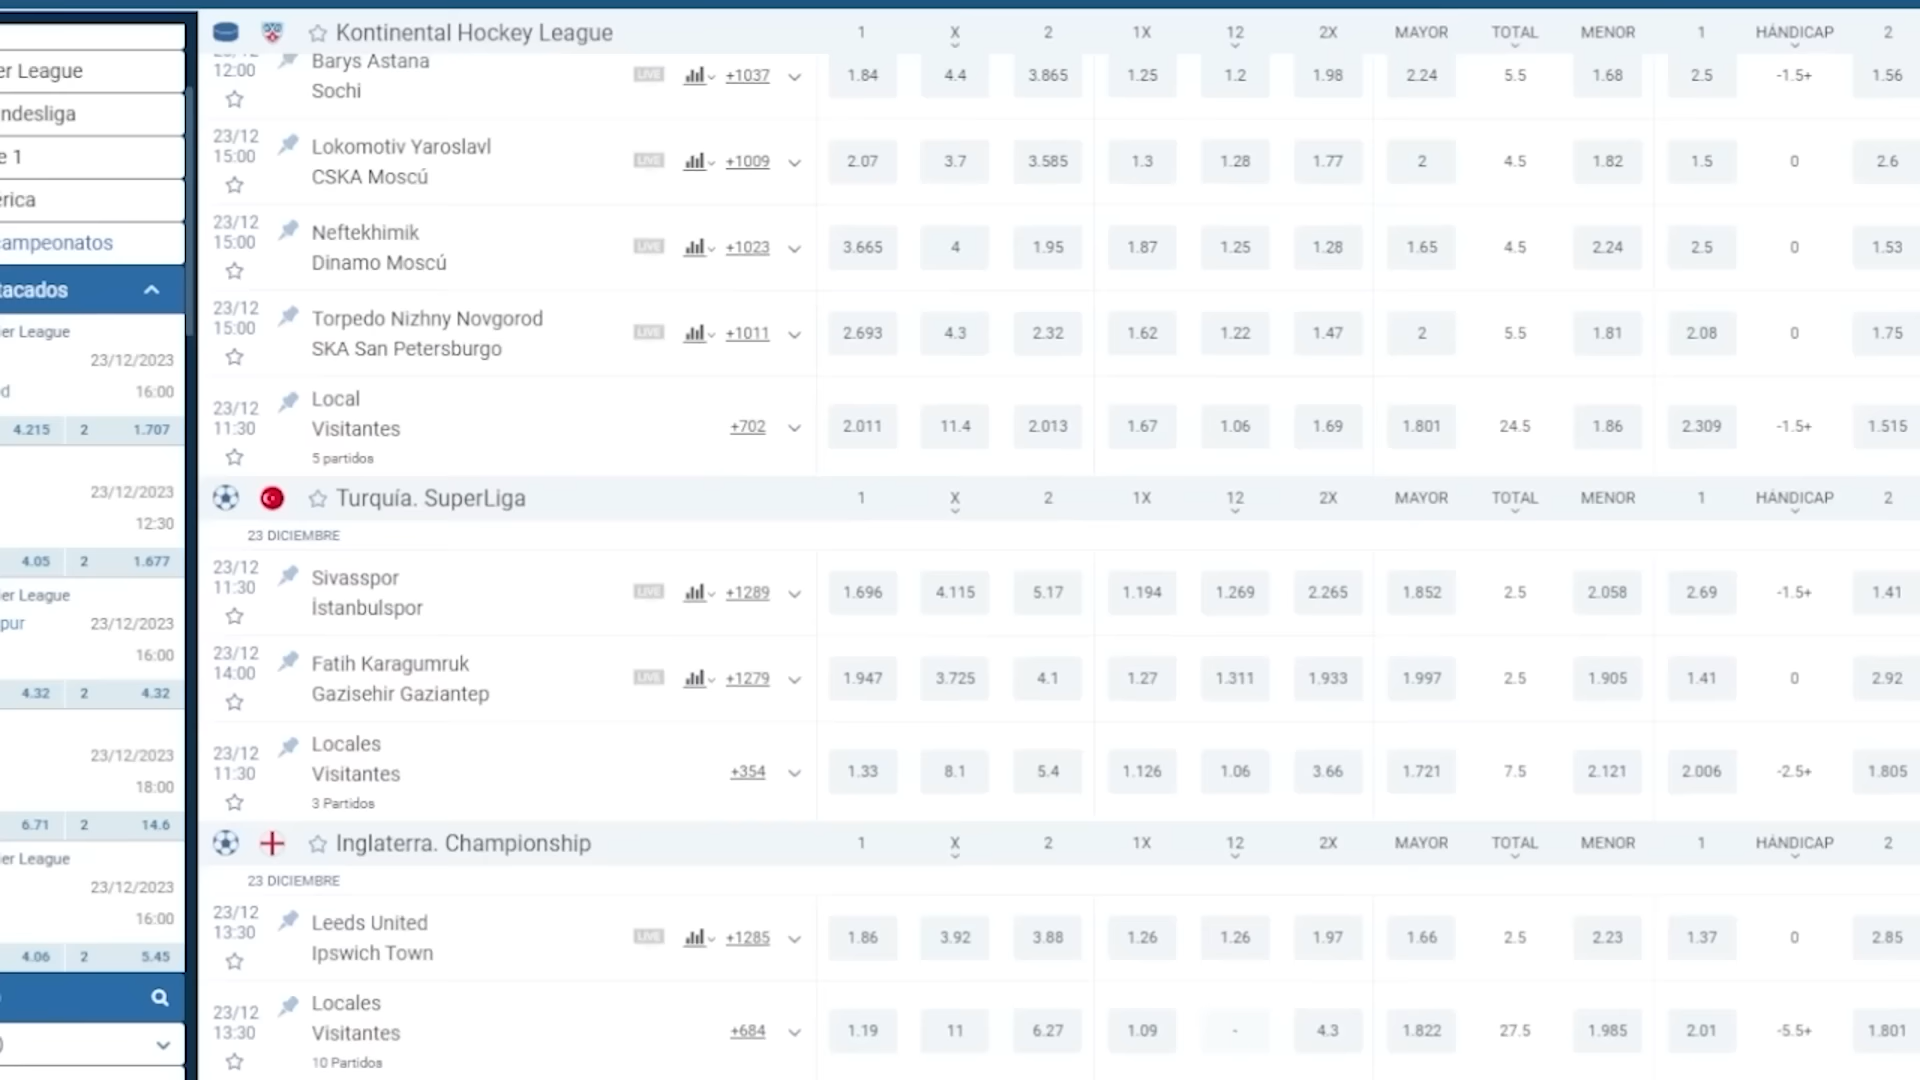 er League
ndesliga
e 1
érica
campeonatos
tacados
er League
23/12/2023
d 16:00
4.215 2 1.707
23/12/2023
12:30
4.05 2 1.677
er League
pur 23/12/2023
16:00
4.32 2 4.32
23/12/2023
18:00
6.71 2 14.6
er League
23/12/2023
16:00
4.06 2 5.45
Kontinental Hockey League 1 X 2 1X 12 2X MAYOR TOTAL MENOR 1 HÁNDICAP 2
12:00 Barys Astana
Sochi
LIVE +1037 1.84 4.4 3.865 1.25 1.2 1.98 2.24 5.5 1.68 2.5 -1.5+ 1.56
23/12
15:00
Lokomotiv Yaroslavl
CSKA Moscú
LIVE +1009 2.07 3.7 3.585 1.3 1.28 1.77 2 4.5 1.82 1.5 0 2.6
23/12
15:00
Neftekhimik
Dinamo Moscú
LIVE +1023 3.665 4 1.95 1.87 1.25 1.28 1.65 4.5 2.24 2.5 0 1.53
23/12
15:00
Torpedo Nizhny Novgorod
SKA San Petersburgo
LIVE +1011 2.693 4.3 2.32 1.62 1.22 1.47 2 5.5 1.81 2.08 0 1.75
23/12
11:30
Local
Visitantes
5 partidos
+702 2.011 11.4 2.013 1.67 1.06 1.69 1.801 24.5 1.86 2.309 -1.5+ 1.515
Turquía. SuperLiga 1 X 2 1X 12 2X MAYOR TOTAL MENOR 1 HÁNDICAP 2
23 DICIEMBRE
23/12
11:30
Sivasspor
İstanbulspor
LIVE +1289 1.696 4.115 5.17 1.194 1.269 2.265 1.852 2.5 2.058 2.69 -1.5+ 1.41
23/12
14:00
Fatih Karagumruk
Gazisehir Gaziantep
LIVE +1279 1.947 3.725 4.1 1.27 1.311 1.933 1.997 2.5 1.905 1.41 0 2.92
23/12
11:30
Locales
Visitantes
3 Partidos
+354 1.33 8.1 5.4 1.126 1.06 3.66 1.721 7.5 2.121 2.006 -2.5+ 1.805
Inglaterra. Championship 1 X 2 1X 12 2X MAYOR TOTAL MENOR 1 HÁNDICAP 2
23 DICIEMBRE
23/12
13:30
Leeds United
Ipswich Town
LIVE +1285 1.86 3.92 3.88 1.26 1.26 1.97 1.66 2.5 2.23 1.37 0 2.85
23/12
13:30
Locales
Visitantes
10 Partidos
+684 1.19 11 6.27 1.09 - 4.3 1.822 27.5 1.985 2.01 -5.5+ 1.801